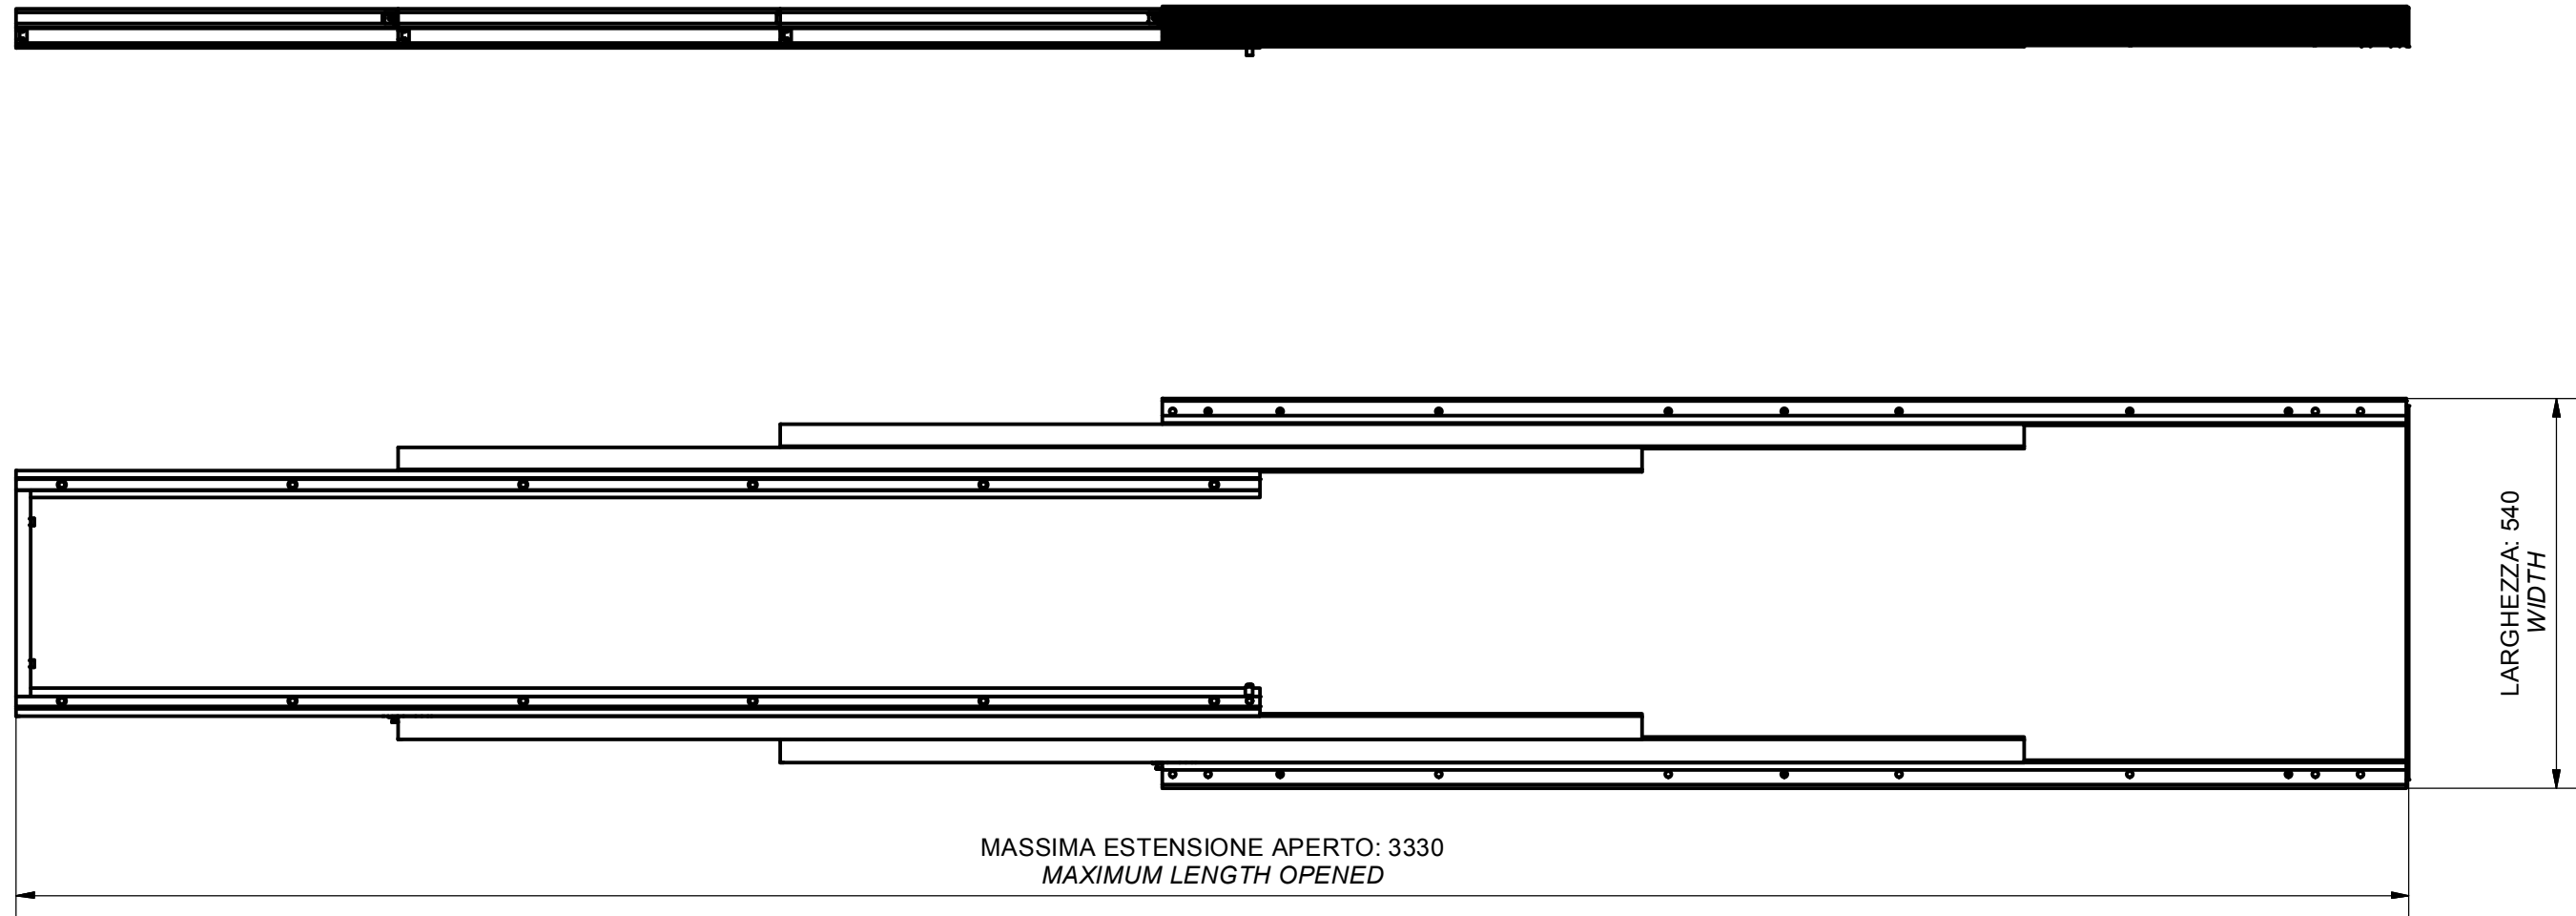 LARGHEZZA: 540
WIDTH
MASSIMA ESTENSIONE APERTO: 3330
MAXIMUM LENGTH OPENED